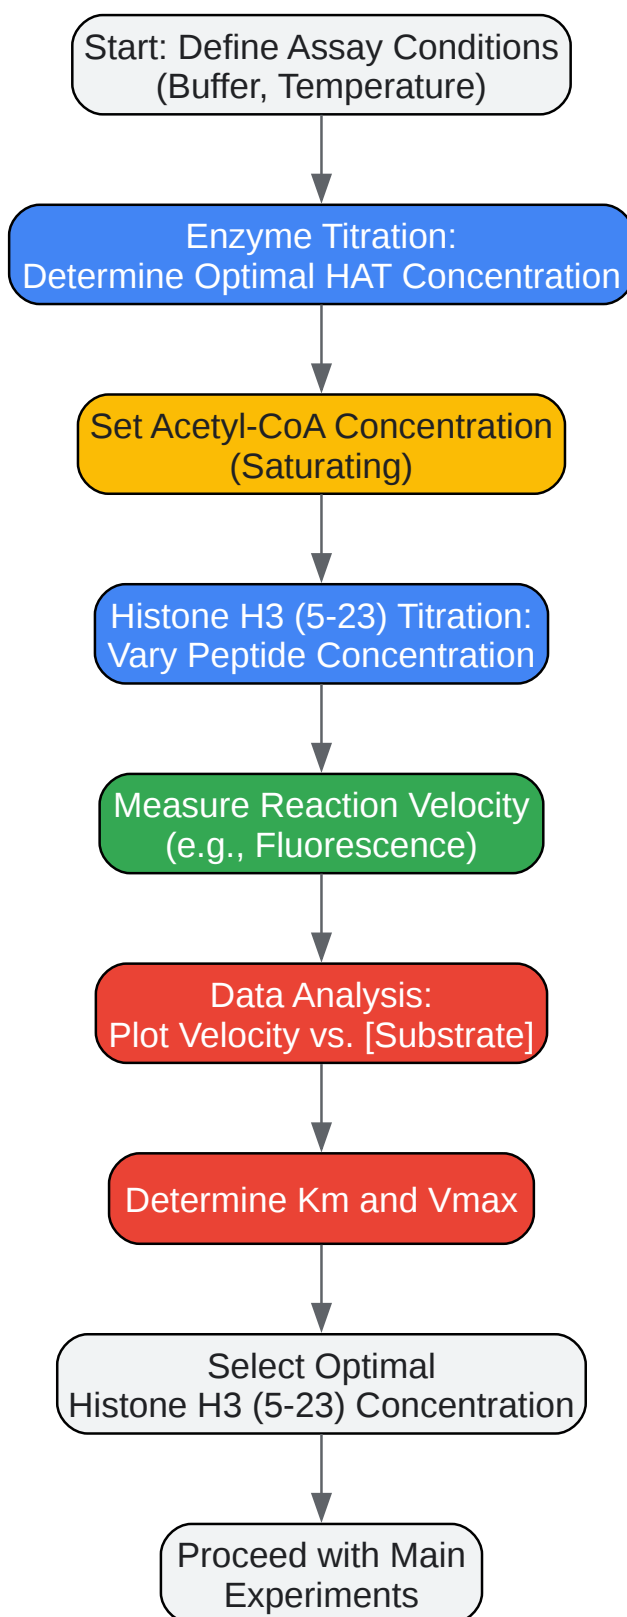 Start: Define Assay Conditions
(Buffer, Temperature)
Enzyme Titration:
Determine Optimal HAT Concentration
Set Acetyl-CoA Concentration
(Saturating)
Histone H3 (5-23) Titration:
Vary Peptide Concentration
Measure Reaction Velocity
(e.g., Fluorescence)
Data Analysis:
Plot Velocity vs. [Substrate]
Determine Km and Vmax
Select Optimal
Histone H3 (5-23) Concentration
Proceed with Main
Experiments